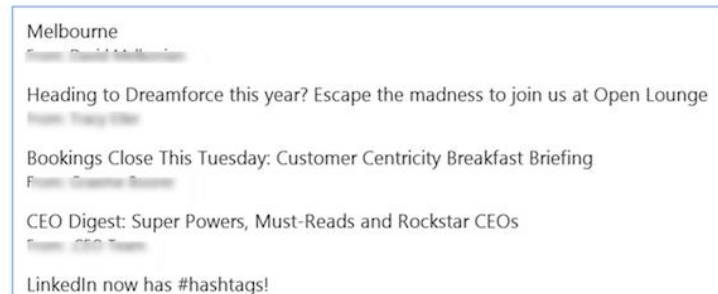 Melbourne
Heading to Dreamforce this year? Escape the madness to join us at Open Lounge
Bookings Close This Tuesday: Customer Centricity Breakfast Briefing
CEO Digest: Super Powers, Must-Reads and Rockstar CEOs
LinkedIn now has #hashtags!